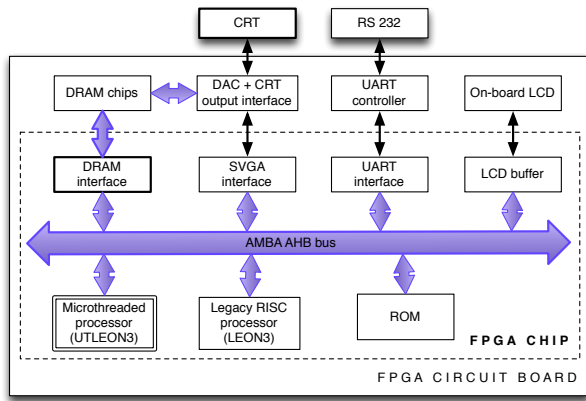 CRT
RS 232
DRAM chips
DAC + CRT
output interface
UART
controller
On-board LCD
DRAM
interface
SVGA
interface
UART
interface
LCD buffer
AMBA AHB bus
Microthreaded
processor
(UTLEON3)
Legacy RISC
processor
(LEON3)
ROM
FPGA CHIP
FPGA CIRCUIT BOARD